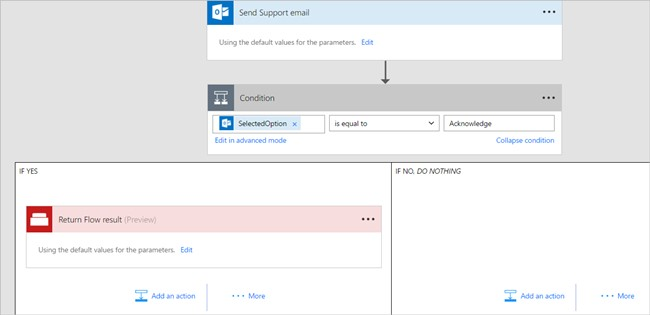 Send Support email
Using the default values for the parameters. Edit
Condition
SelectedOption × is equal to Acknowledge
Edit in advanced mode Collapse condition
IF YES
IF NO, DO NOTHING
Return Flow result (Preview)
Using the default values for the parameters. Edit
Add an action More
Add an action More